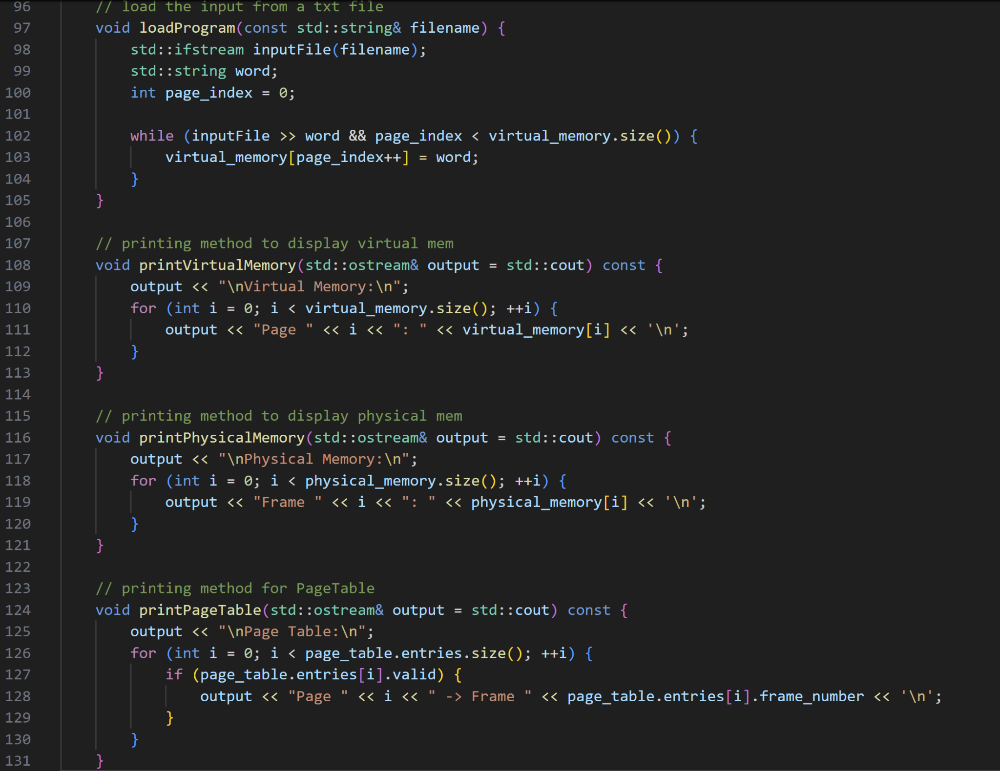 96 // load the input from a txt file
97 void loadProgram(const std::string& filename) {
98 std::ifstream inputFile(filename);
99 std::string word;
100 int page_index = 0;
101
102 while (inputFile >> word && page_index < virtual_memory.size()) {
103 virtual_memory[page_index++] = word;
104 }
105 }
106
107 // printing method to display virtual mem
108 void printVirtualMemory(std::ostream& output = std::cout) const {
109 output << "\nVirtual Memory:\n";
110 for (int i = 0; i < virtual_memory.size(); ++i) {
111 output << "Page " << i << ": " << virtual_memory[i] << '\n';
112 }
113 }
114
115 // printing method to display physical mem
116 void printPhysicalMemory(std::ostream& output = std::cout) const {
117 output << "\nPhysical Memory:\n";
118 for (int i = 0; i < physical_memory.size(); ++i) {
119 output << "Frame " << i << ": " << physical_memory[i] << '\n';
120 }
121 }
122
123 // printing method for PageTable
124 void printPageTable(std::ostream& output = std::cout) const {
125 output << "\nPage Table:\n";
126 for (int i = 0; i < page_table.entries.size(); ++i) {
127 if (page_table.entries[i].valid) {
128 output << "Page " << i << " -> Frame " << page_table.entries[i].frame_number << '\n';
129 }
130 }
131 }